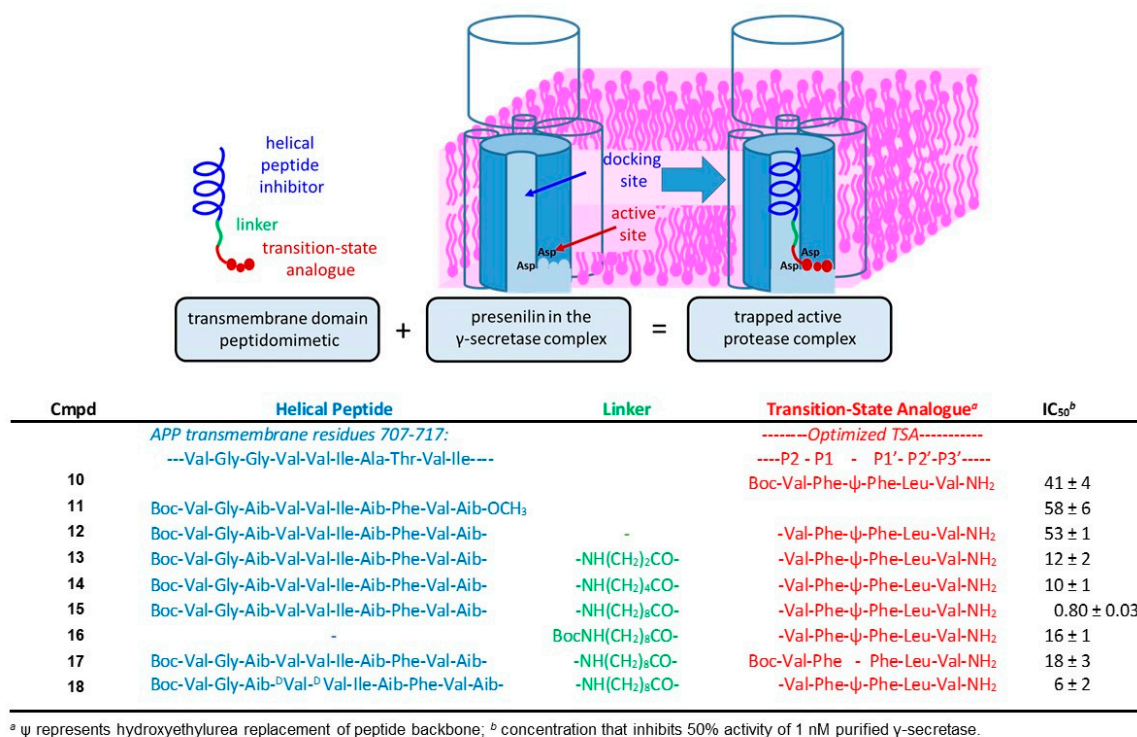 helical
peptide
inhibitor
linker
transition-state
analogue
docking
site
active
site
Asp
Asp
Asp
Asp
transmembrane domain
peptidomimetic
+
presenilin in the
γ-secretase complex
=
trapped active
protease complex
Cmpd Helical Peptide Linker Transition-State Analogueᵃ IC₅₀ᵇ
APP transmembrane residues 707-717: --------Optimized TSA-----------
---Val-Gly-Gly-Val-Val-Ile-Ala-Thr-Val-Ile---- ----P2 - P1 - P1’- P2’-P3’-----
10 Boc-Val-Phe-ψ-Phe-Leu-Val-NH₂ 41 ± 4
11 Boc-Val-Gly-Aib-Val-Val-Ile-Aib-Phe-Val-Aib-OCH₃ 58 ± 6
12 Boc-Val-Gly-Aib-Val-Val-Ile-Aib-Phe-Val-Aib- - -Val-Phe-ψ-Phe-Leu-Val-NH₂ 53 ± 1
13 Boc-Val-Gly-Aib-Val-Val-Ile-Aib-Phe-Val-Aib- -NH(CH₂)₂CO- -Val-Phe-ψ-Phe-Leu-Val-NH₂ 12 ± 2
14 Boc-Val-Gly-Aib-Val-Val-Ile-Aib-Phe-Val-Aib- -NH(CH₂)₄CO- -Val-Phe-ψ-Phe-Leu-Val-NH₂ 10 ± 1
15 Boc-Val-Gly-Aib-Val-Val-Ile-Aib-Phe-Val-Aib- -NH(CH₂)₈CO- -Val-Phe-ψ-Phe-Leu-Val-NH₂ 0.80 ± 0.03
16 - BocNH(CH₂)₈CO- -Val-Phe-ψ-Phe-Leu-Val-NH₂ 16 ± 1
17 Boc-Val-Gly-Aib-Val-Val-Ile-Aib-Phe-Val-Aib- -NH(CH₂)₈CO- Boc-Val-Phe - Phe-Leu-Val-NH₂ 18 ± 3
18 Boc-Val-Gly-Aib-ᴰVal-ᴰ Val-Ile-Aib-Phe-Val-Aib- -NH(CH₂)₈CO- -Val-Phe-ψ-Phe-Leu-Val-NH₂ 6 ± 2
ᵃ ψ represents hydroxyethylurea replacement of peptide backbone; ᵇ concentration that inhibits 50% activity of 1 nM purified γ-secretase.